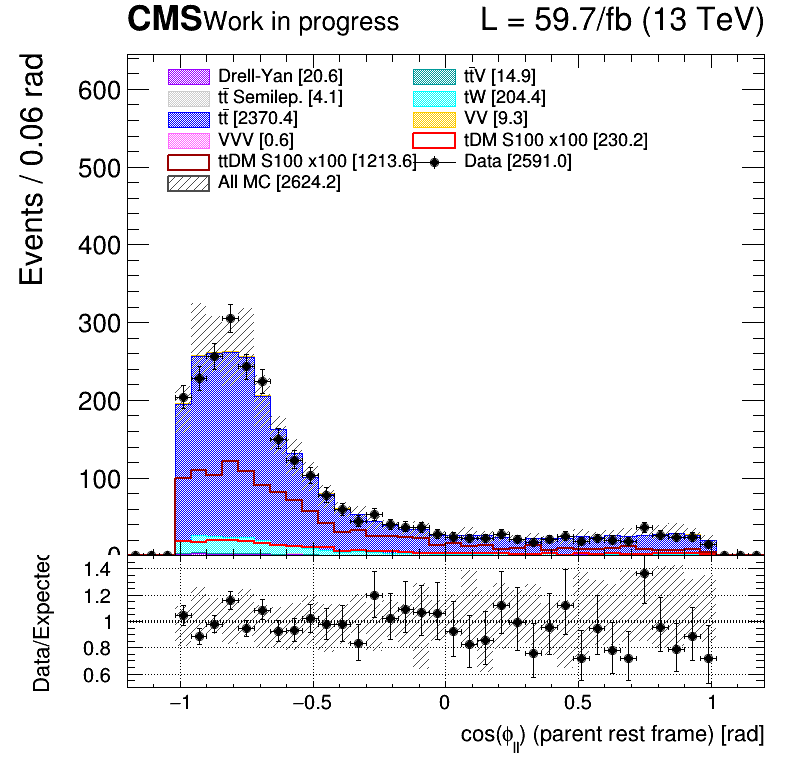 CMS Work in progress L = 59.7/fb (13 TeV)
Events / 0.06 rad
Drell-Yan [20.6] tt̄V [14.9]
tt̄ Semilep. [4.1] tW [204.4]
tt̄ [2370.4] VV [9.3]
VVV [0.6] tDM S100 x100 [230.2]
ttDM S100 x100 [1213.6] Data [2591.0]
All MC [2624.2]
600
500
400
300
200
100
0
Data/Expected
1.4
1.2
1
0.8
0.6
−1 −0.5 0 0.5 1
cos(ϕ_ll) (parent rest frame) [rad]